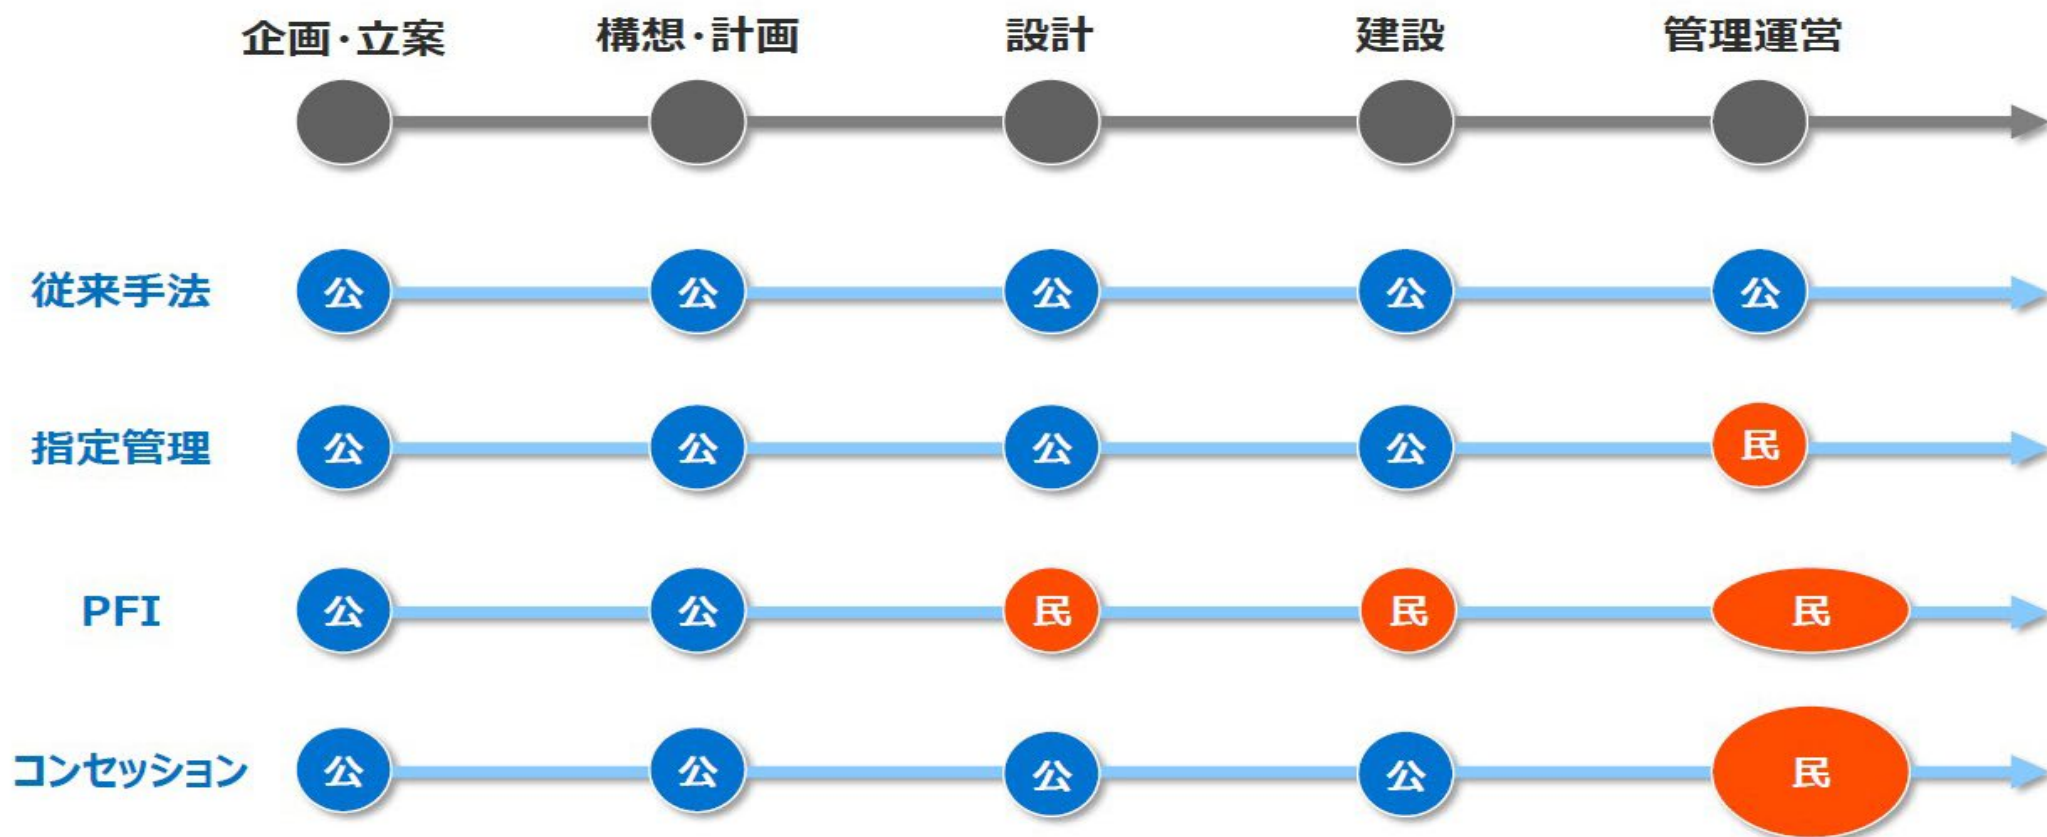 企画・立案 構想・計画 設計 建設 管理運営
従来手法 公 公 公 公 公
指定管理 公 公 公 公 民
PFI 公 公 民 民 民
コンセッション 公 公 公 公 民